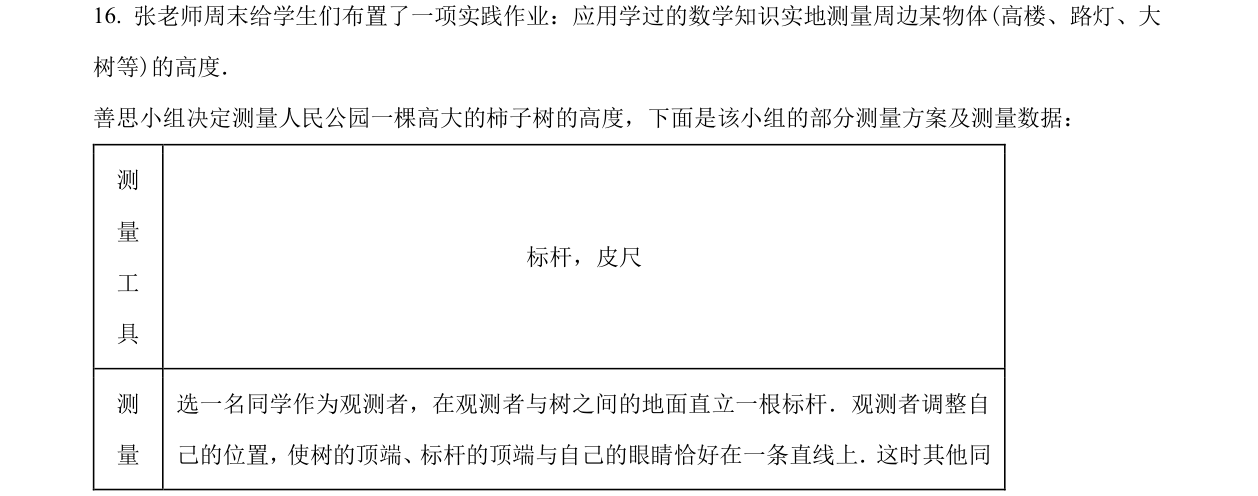 16. 张老师周末给学生们布置了一项实践作业：应用学过的数学知识实地测量周边某物体(高楼、路灯、大
树等)的高度.
善思小组决定测量人民公园一棵高大的柿子树的高度，下面是该小组的部分测量方案及测量数据：
测
量
工
具
标杆，皮尺
测
量
选一名同学作为观测者，在观测者与树之间的地面直立一根标杆．观测者调整自
己的位置，使树的顶端、标杆的顶端与自己的眼睛恰好在一条直线上．这时其他同